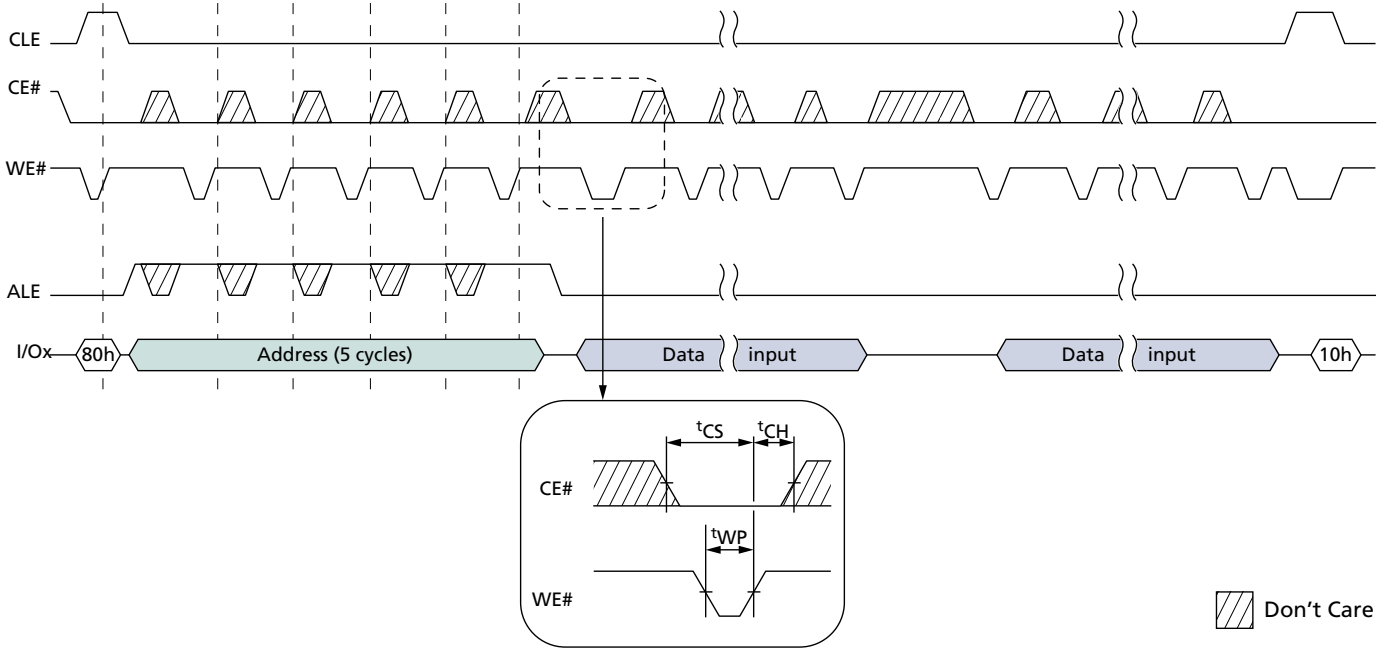 CLE
CE#
WE#
ALE
I/Ox
80h
Address (5 cycles)
Data input
Data input
10h
tCS
tCH
CE#
tWP
WE#
Don't Care